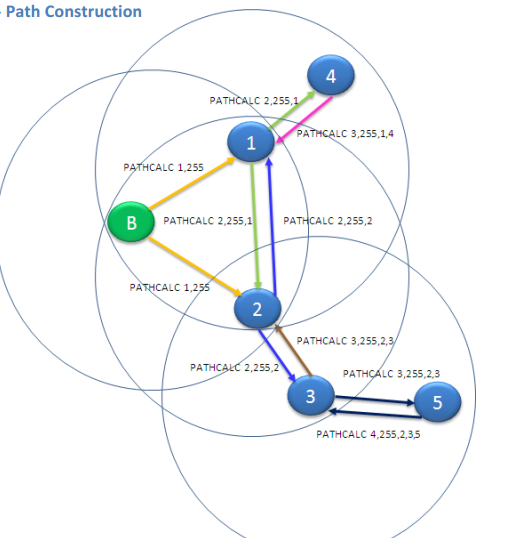 - Path Construction
4
PATHCALC 2,255,1
PATHCALC 3,255,1,4
1
PATHCALC 1,255
B
PATHCALC 2,255,1
PATHCALC 2,255,2
PATHCALC 1,255
2
PATHCALC 3,255,2,3
PATHCALC 2,255,2
PATHCALC 3,255,2,3
3
5
PATHCALC 4,255,2,3,5